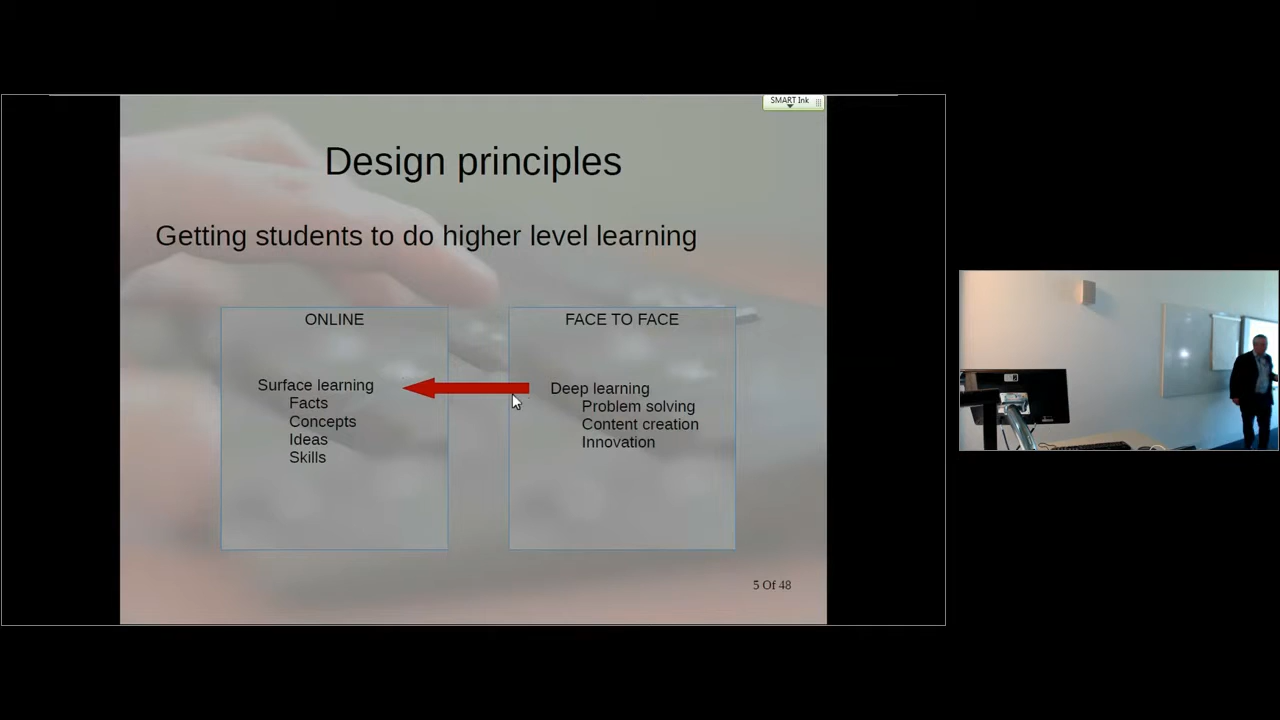 SMART Ink
Design principles
Getting students to do higher level learning
ONLINE
Surface learning
Facts
Concepts
Ideas
Skills
FACE TO FACE
Deep learning
Problem solving
Content creation
Innovation
5 Of 48